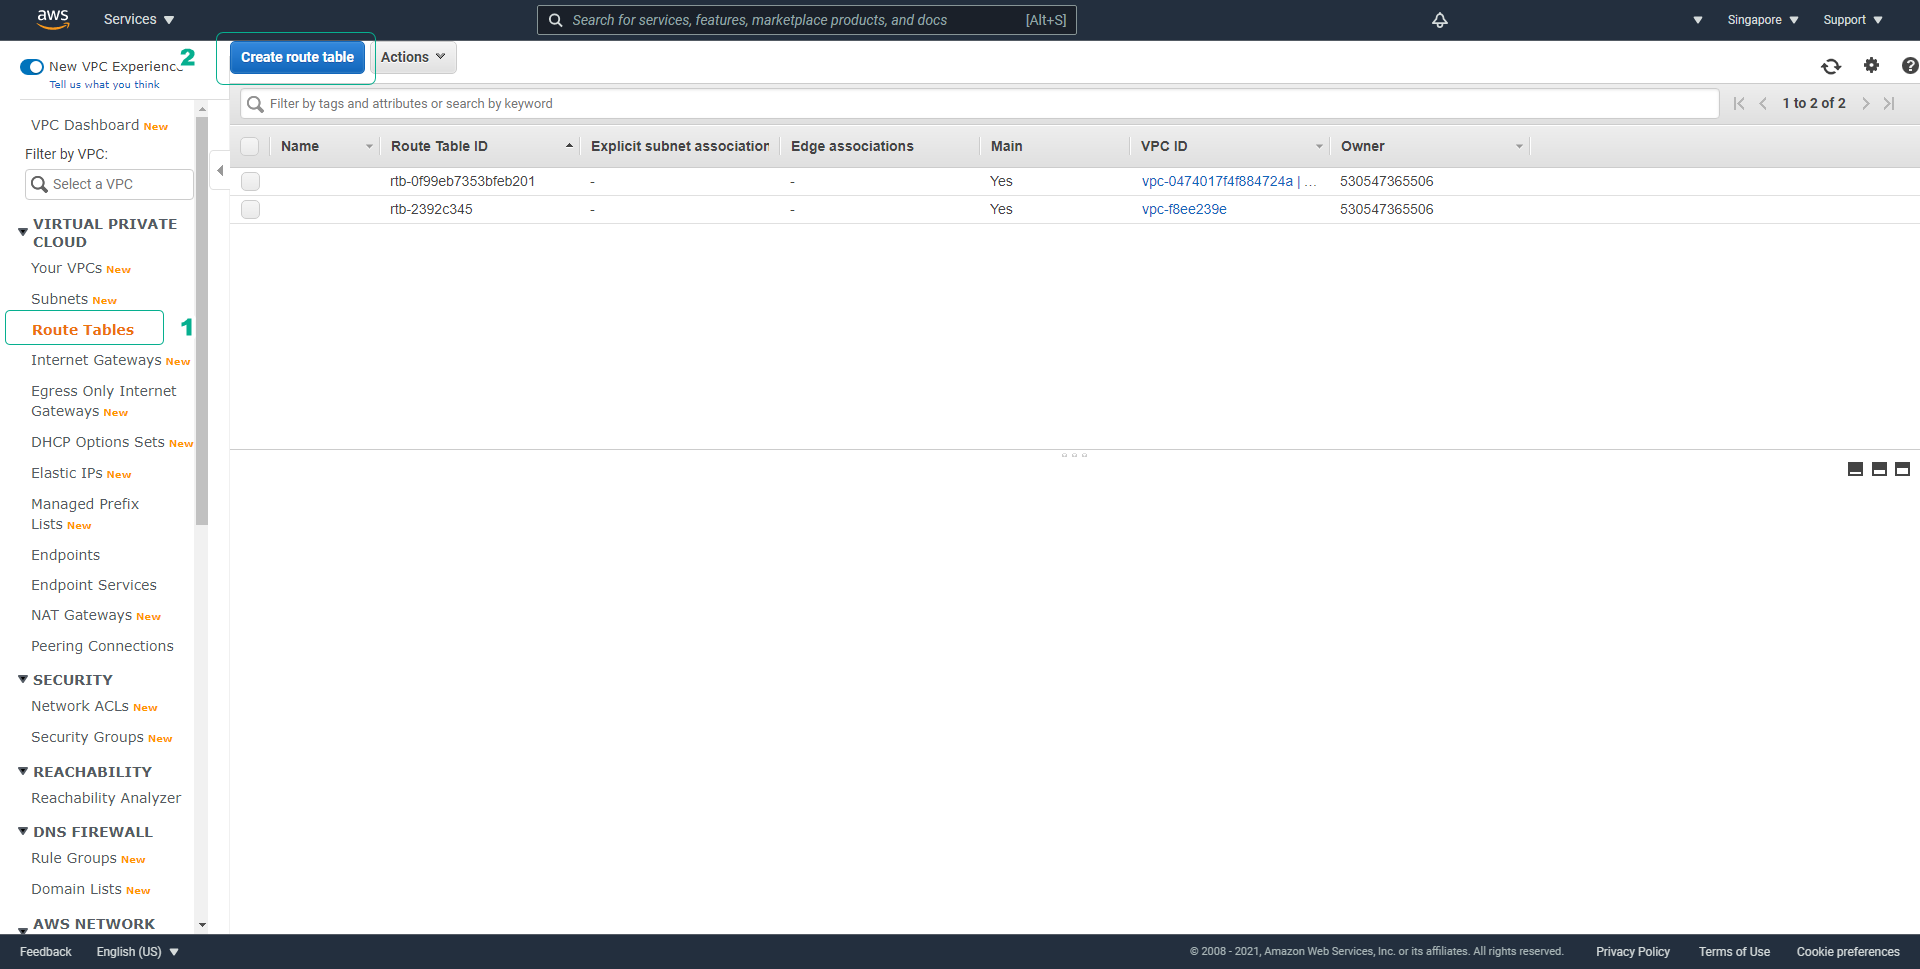 aws
Services
Search for services, features, marketplace products, and docs
[Alt+S]
Singapore
Support
New VPC Experience
2
Tell us what you think
Create route table
Actions
Filter by tags and attributes or search by keyword
1 to 2 of 2
VPC Dashboard New
Filter by VPC:
Select a VPC
VIRTUAL PRIVATE
CLOUD
Your VPCs New
Subnets New
Route Tables
1
Internet Gateways New
Egress Only Internet
Gateways New
DHCP Options Sets New
Elastic IPs New
Managed Prefix
Lists New
Endpoints
Endpoint Services
NAT Gateways New
Peering Connections
SECURITY
Network ACLs New
Security Groups New
REACHABILITY
Reachability Analyzer
DNS FIREWALL
Rule Groups New
Domain Lists New
AWS NETWORK
Name Route Table ID Explicit subnet association Edge associations Main VPC ID Owner
rtb-0f99eb7353bfeb201 - - Yes vpc-0474017f4f884724a | ... 530547365506
rtb-2392c345 - - Yes vpc-f8ee239e 530547365506
Feedback
English (US)
© 2008 - 2021, Amazon Web Services, Inc. or its affiliates. All rights reserved.
Privacy Policy
Terms of Use
Cookie preferences